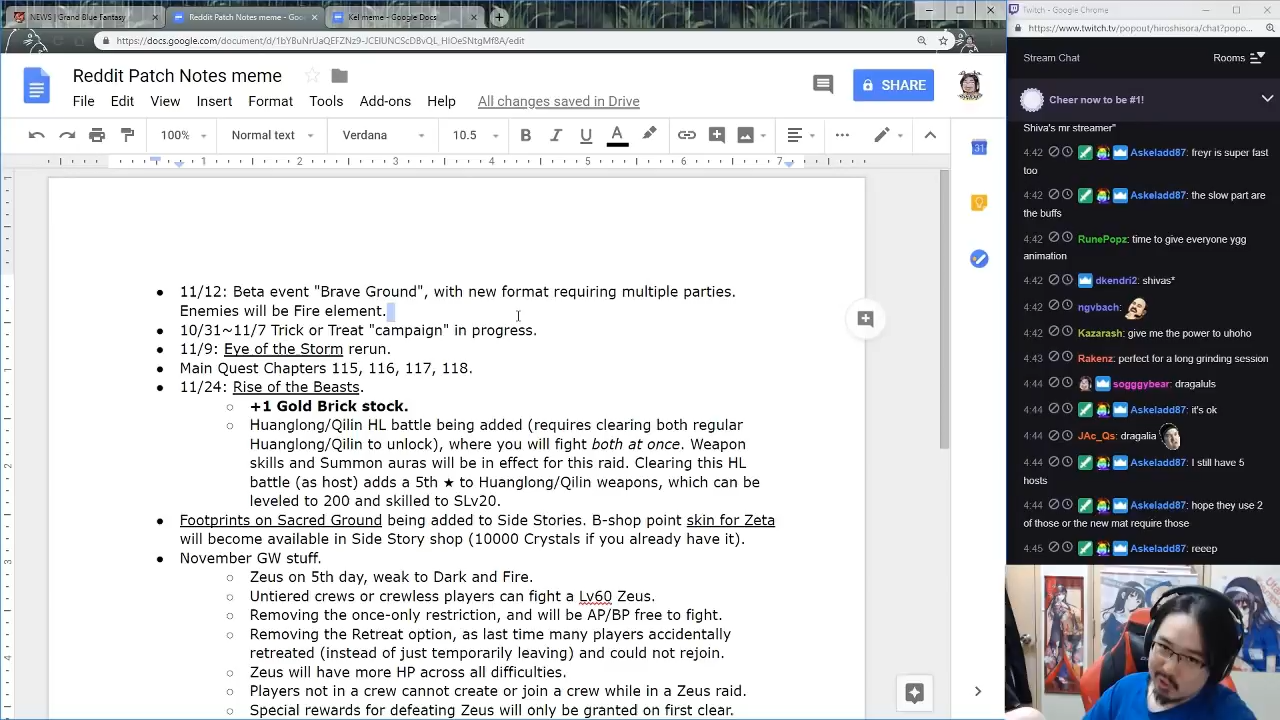 NEWS | Grand Blue Fantasy
Reddit Patch Notes meme - Goo
Kel meme - Google Docs
Twitch - Google Chrome
https://www.twitch.tv/popout/hiroshisora/chat?popo...
Reddit Patch Notes meme
File Edit View Insert Format Tools Add-ons Help All changes saved in Drive
SHARE
100% Normal text Verdana 10.5
1 2 3 4 5 6 7
11/12: Beta event "Brave Ground", with new format requiring multiple parties.
Enemies will be Fire element.
10/31~11/7 Trick or Treat "campaign" in progress.
11/9: Eye of the Storm rerun.
Main Quest Chapters 115, 116, 117, 118.
11/24: Rise of the Beasts.
+1 Gold Brick stock.
Huanglong/Qilin HL battle being added (requires clearing both regular
Huanglong/Qilin to unlock), where you will fight both at once. Weapon
skills and Summon auras will be in effect for this raid. Clearing this HL
battle (as host) adds a 5th ★ to Huanglong/Qilin weapons, which can be
leveled to 200 and skilled to SLv20.
Footprints on Sacred Ground being added to Side Stories. B-shop point skin for Zeta
will become available in Side Story shop (10000 Crystals if you already have it).
November GW stuff.
Zeus on 5th day, weak to Dark and Fire.
Untiered crews or crewless players can fight a Lv60 Zeus.
Removing the once-only restriction, and will be AP/BP free to fight.
Removing the Retreat option, as last time many players accidentally
retreated (instead of just temporarily leaving) and could not rejoin.
Zeus will have more HP across all difficulties.
Players not in a crew cannot create or join a crew while in a Zeus raid.
Special rewards for defeating Zeus will only be granted on first clear.
31
Stream Chat Rooms
Cheer now to be #1!
Shiva's mr streamer"
4:42 Askeladd87: freyr is super fast
too
4:42 Askeladd87: the slow part are
the buffs
4:42 RunePopz: time to give everyone ygg
animation
4:42 dkendri2: shivas*
4:42 ngvbach:
4:42 Kazarash: give me the power to uhoho
4:43 Rakenz: perfect for a long grinding session
4:44 sogggybear: dragaluls
4:44 Askeladd87: it's ok
4:44 JAc_Qs: dragalia
4:44 Askeladd87: I still have 5
hosts
4:44 Askeladd87: hope they use 2
of those or the new mat require those
4:45 Askeladd87: reeep